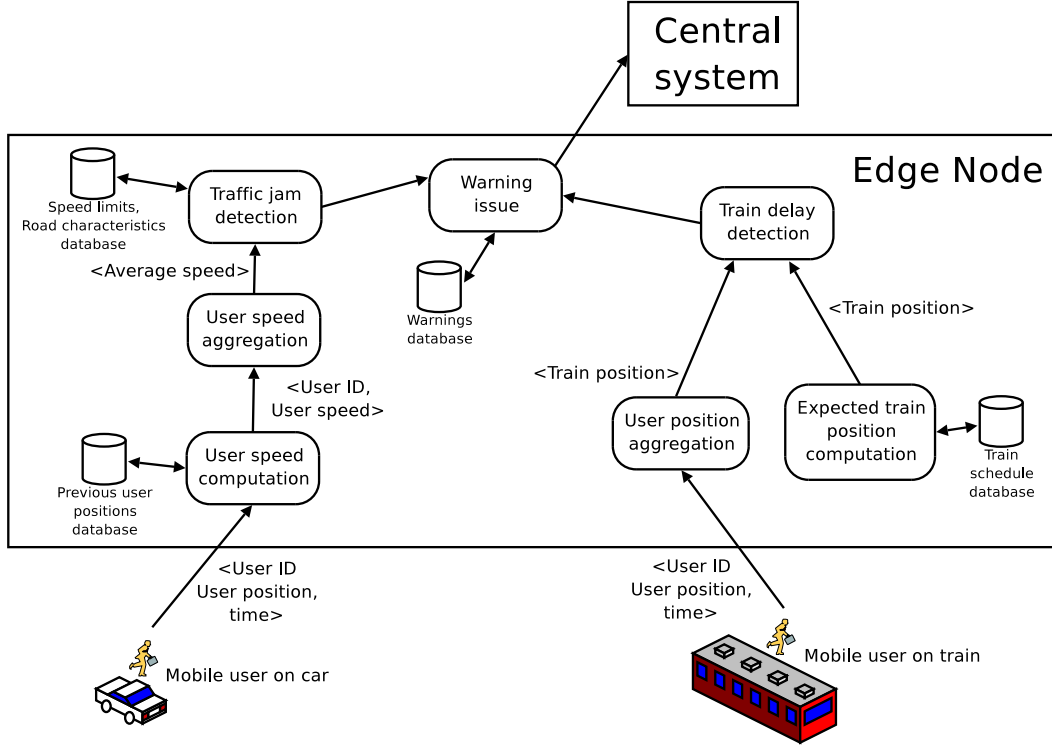 Central
system
Edge Node
Speed limits,
Road characteristics
database
Traffic jam
detection
Warning
issue
Train delay
detection
<Average speed>
User speed
aggregation
Warnings
database
<Train position>
<User ID,
User speed>
<Train position>
User position
aggregation
Expected train
position
computation
Train
schedule
database
User speed
computation
Previous user
positions
database
<User ID
User position,
time>
<User ID
User position,
time>
Mobile user on car
Mobile user on train